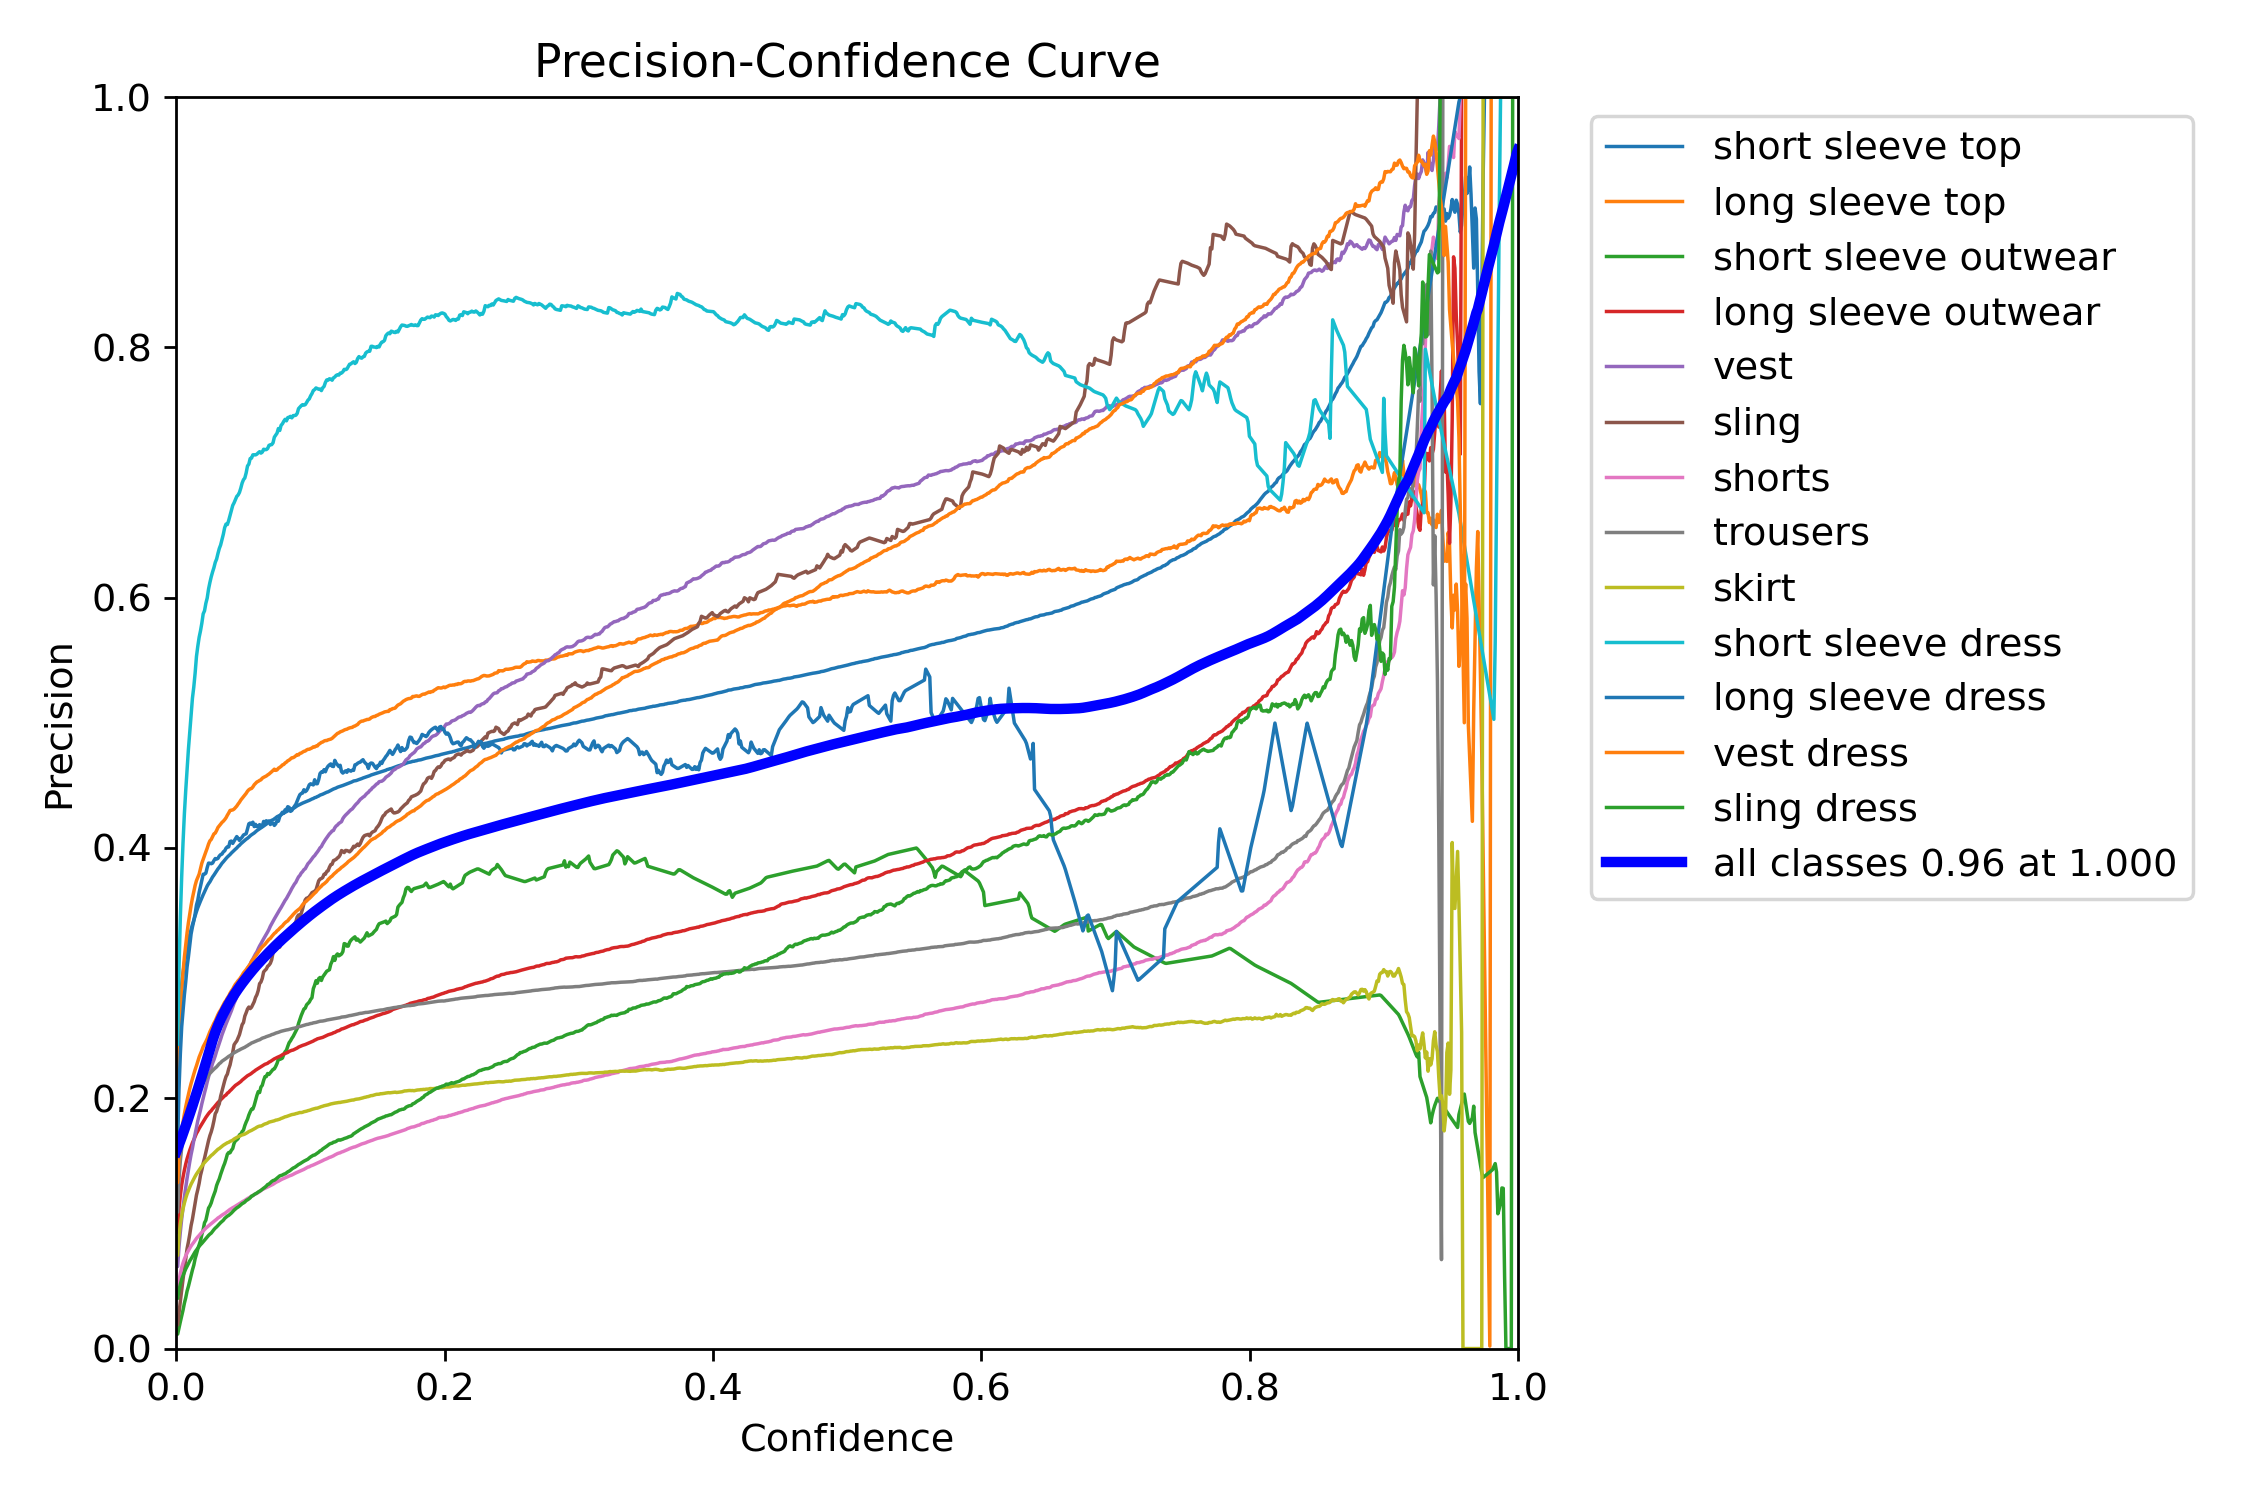 Precision-Confidence Curve
1.0
0.8
0.6
0.4
0.2
0.0
Precision
0.0 0.2 0.4 0.6 0.8 1.0
Confidence
short sleeve top
long sleeve top
short sleeve outwear
long sleeve outwear
vest
sling
shorts
trousers
skirt
short sleeve dress
long sleeve dress
vest dress
sling dress
all classes 0.96 at 1.000